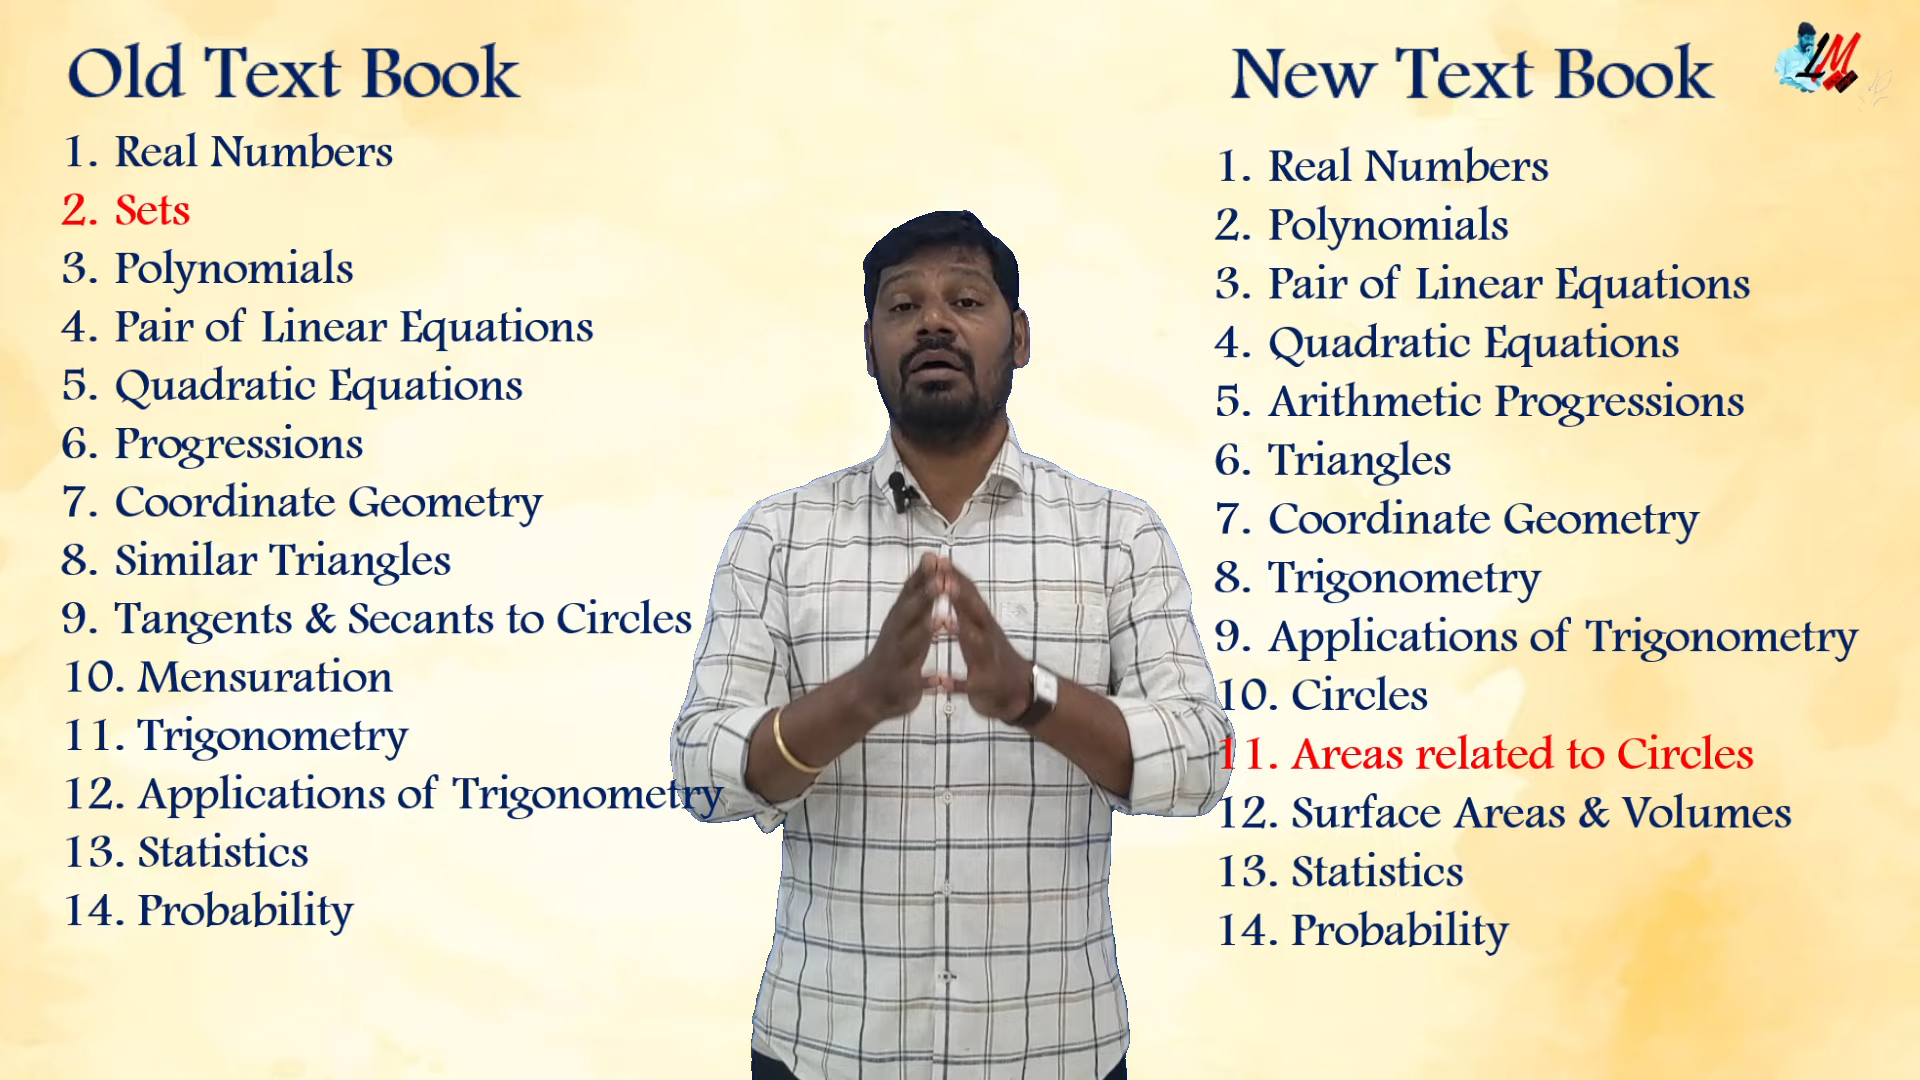 Old Text Book
1. Real Numbers
2. Sets
3. Polynomials
4. Pair of Linear Equations
5. Quadratic Equations
6. Progressions
7. Coordinate Geometry
8. Similar Triangles
9. Tangents & Secants to Circles
10. Mensuration
11. Trigonometry
12. Applications of Trigonometry
13. Statistics
14. Probability
New Text Book
1. Real Numbers
2. Polynomials
3. Pair of Linear Equations
4. Quadratic Equations
5. Arithmetic Progressions
6. Triangles
7. Coordinate Geometry
8. Trigonometry
9. Applications of Trigonometry
10. Circles
11. Areas related to Circles
12. Surface Areas & Volumes
13. Statistics
14. Probability
LM